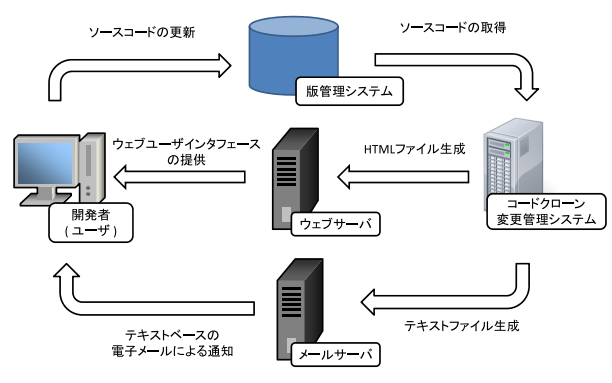 ソースコードの更新
ソースコードの取得
版管理システム
ウェブユーザインタフェース
の提供
HTMLファイル生成
開発者
(ユーザ)
ウェブサーバ
コードクローン
変更管理システム
テキストベースの
電子メールによる通知
メールサーバ
テキストファイル生成